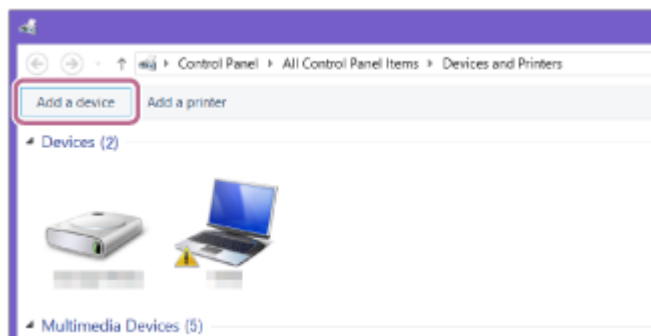 Control Panel All Control Panel Items Devices and Printers
Add a device Add a printer
Devices (2)
Multimedia Devices (5)